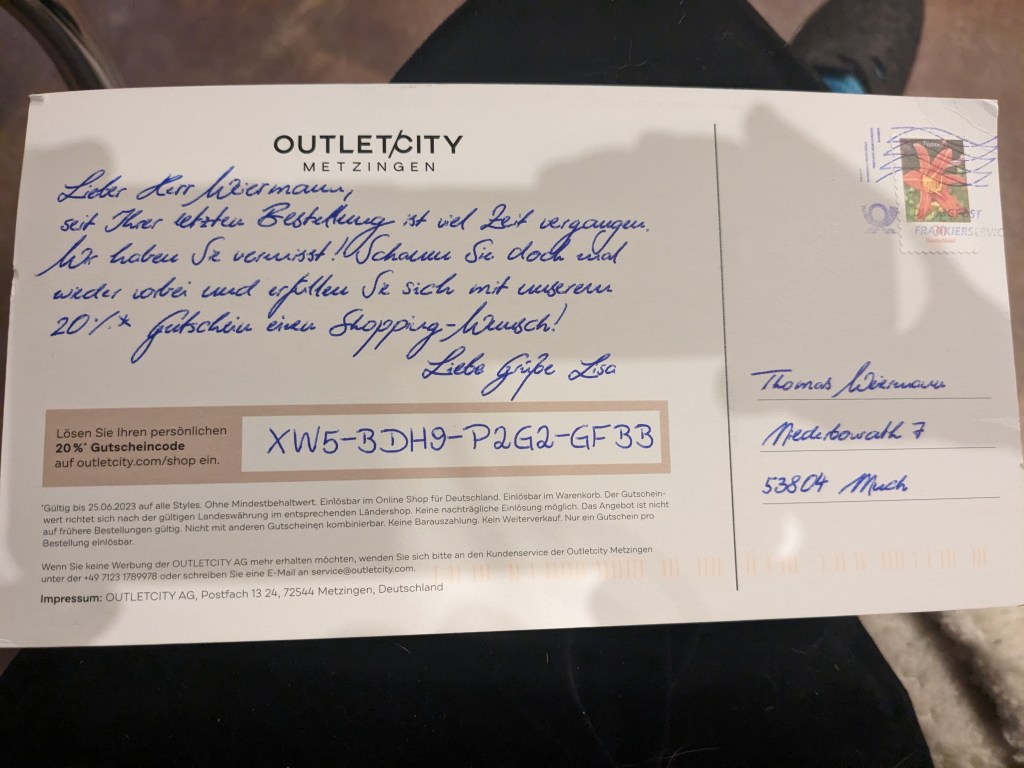 OUTLETCITY
METZINGEN
Lieber Herr Weiermann,
seit Ihrer letzten Bestellung ist viel Zeit vergangen.
Wir haben Sie vermisst! Schauen Sie doch mal
wieder vorbei und erfüllen Sie sich mit unserem
20%* Gutschein einen Shopping-Wunsch!
Liebe Grüße Lisa
Lösen Sie Ihren persönlichen
20%* Gutscheincode
auf outletcity.com/shop ein.
XW5-BDH9-P2G2-GFBB
*Gültig bis 25.06.2023 auf alle Styles. Ohne Mindestbehaltwert. Einlösbar im Online Shop für Deutschland. Einlösbar im Warenkorb. Der Gutschein-
wert richtet sich nach der gültigen Landeswährung im entsprechenden Ländershop. Keine nachträgliche Einlösung möglich. Das Angebot ist nicht
auf frühere Bestellungen gültig. Nicht mit anderen Gutscheinen kombinierbar. Keine Barauszahlung. Kein Weiterverkauf. Nur ein Gutschein pro
Bestellung einlösbar.
Wenn Sie keine Werbung der OUTLETCITY AG mehr erhalten möchten, wenden Sie sich bitte an den Kundenservice der Outletcity Metzingen
unter der +49 7123 1789978 oder schreiben Sie eine E-Mail an service@outletcity.com.
Impressum: OUTLETCITY AG, Postfach 13 24, 72544 Metzingen, Deutschland
FRANKIERSERVICE
Deutschland
Thomas Weiermann
7
53804 Much